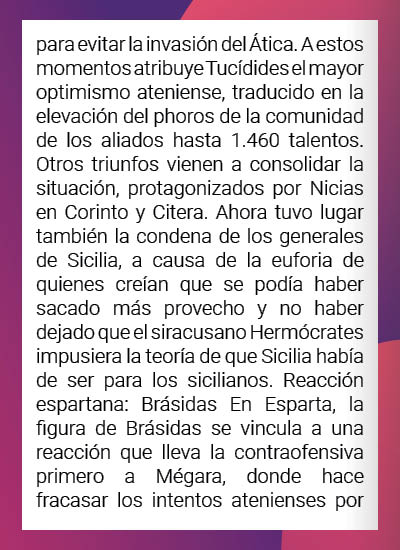 para evitar la invasión del Ática. A estos
momentos atribuye Tucídides el mayor
optimismo ateniense, traducido en la
elevación del phoros de la comunidad
de los aliados hasta 1.460 talentos.
Otros triunfos vienen a consolidar la
situación, protagonizados por Nicias
en Corinto y Citera. Ahora tuvo lugar
también la condena de los generales
de Sicilia, a causa de la euforia de
quienes creían que se podía haber
sacado más provecho y no haber
dejado que el siracusano Hermócrates
impusiera la teoría de que Sicilia había
de ser para los sicilianos. Reacción
espartana: Brásidas En Esparta, la
figura de Brásidas se vincula a una
reacción que lleva la contraofensiva
primero a Mégara, donde hace
fracasar los intentos atenienses por